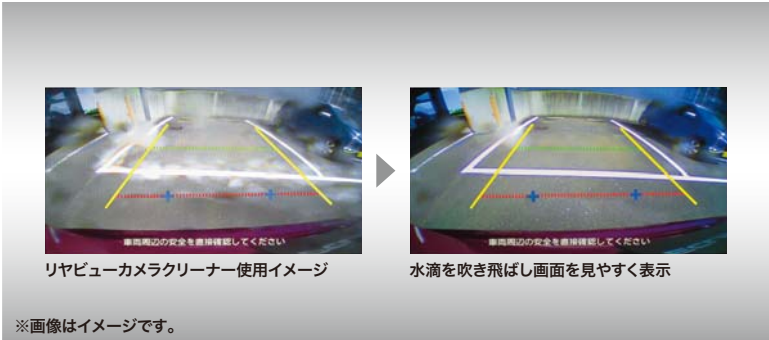 車両周辺の安全を直接確認してください
車両周辺の安全を直接確認してください
リヤビューカメラクリーナー使用イメージ
水滴を吹き飛ばし画面を見やすく表示
※画像はイメージです。